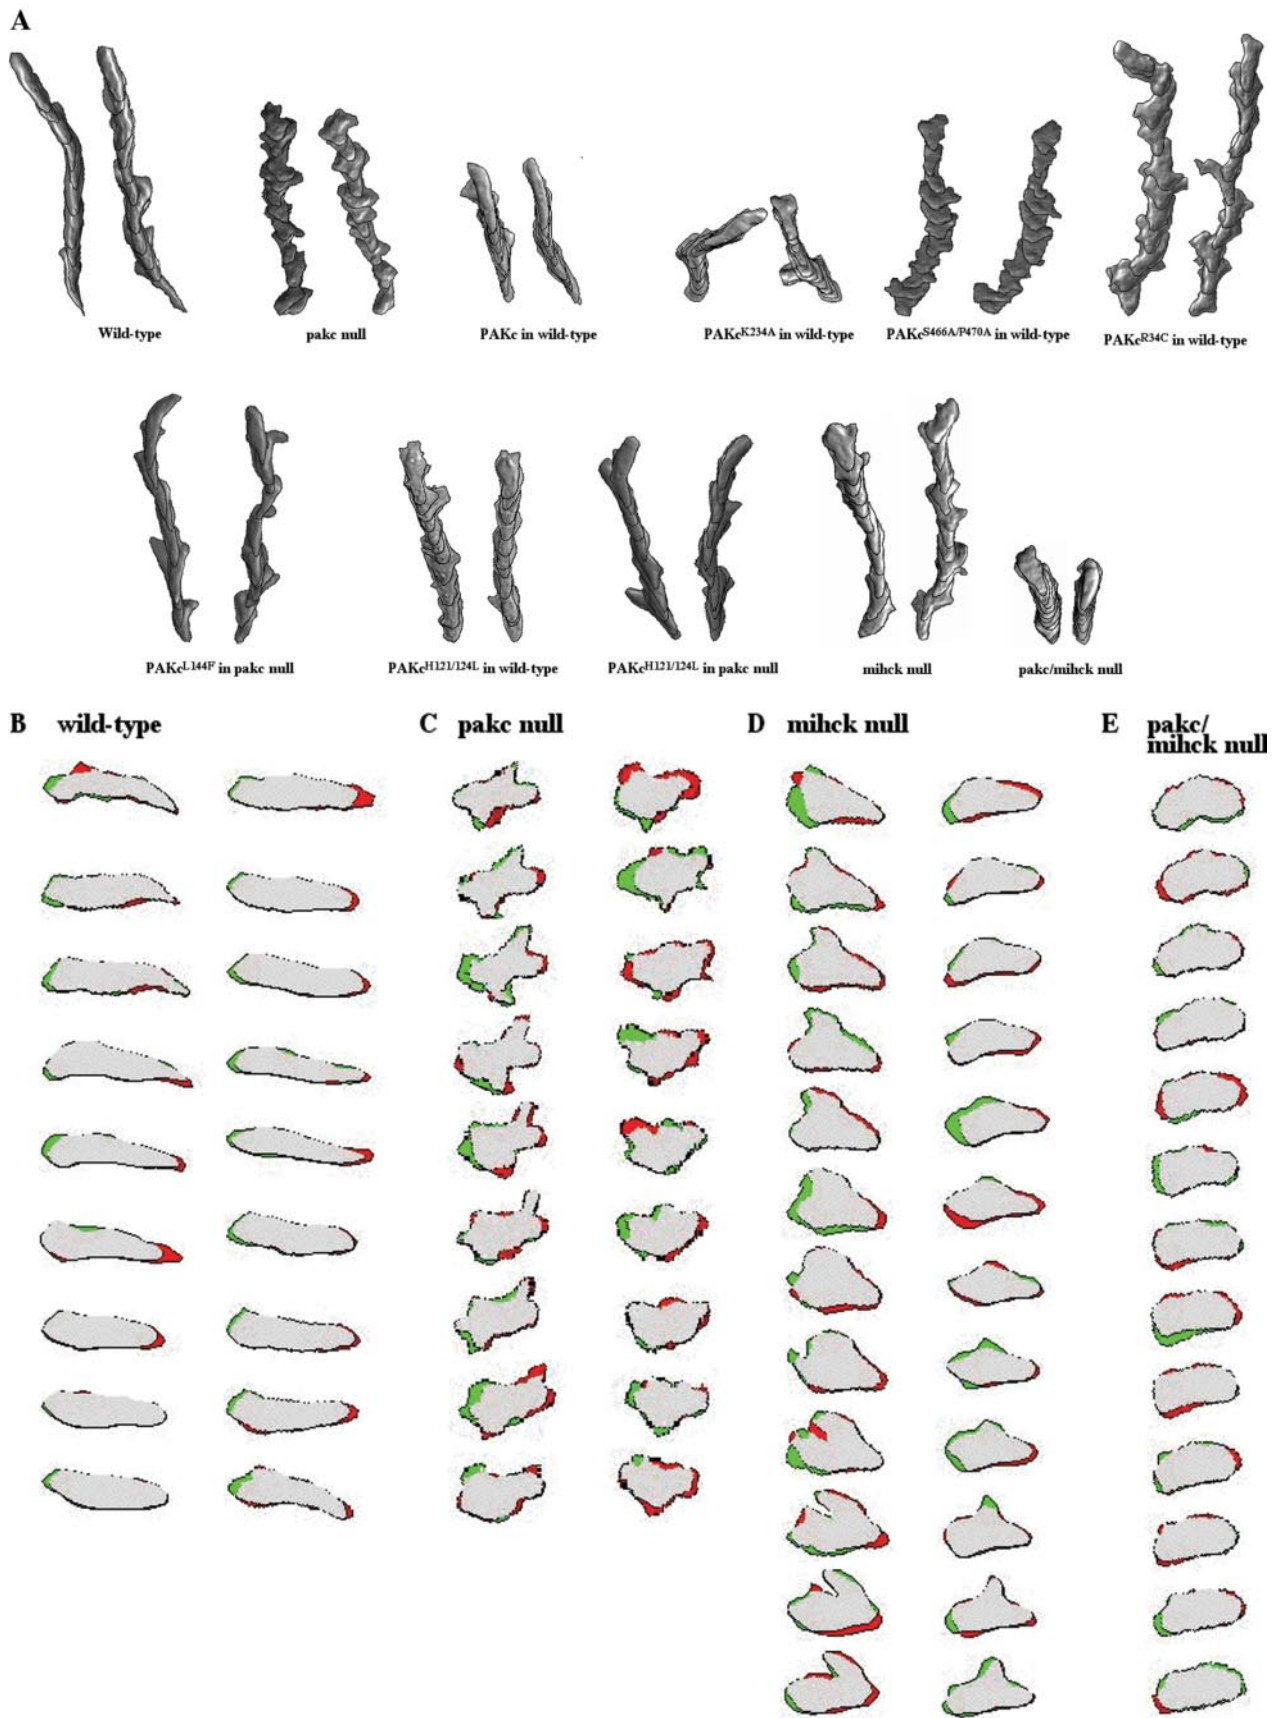 A
Wild-type
pakc null
PAKc in wild-type
PAKcK234A in wild-type
PAKcS466A/P470A in wild-type
PAKcR34C in wild-type
PAKcL144F in pakc null
PAKcH121/124L in wild-type
PAKcH121/124L in pakc null
mihck null
pakc/mihck null
B wild-type
C pakc null
D mihck null
E pakc/
mihck null